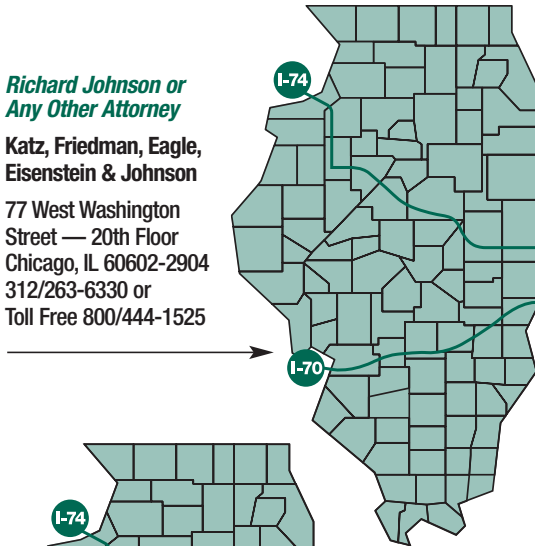 Richard Johnson or
Any Other Attorney
Katz, Friedman, Eagle,
Eisenstein & Johnson
77 West Washington
Street — 20th Floor
Chicago, IL 60602-2904
312/263-6330 or
Toll Free 800/444-1525
I-74
I-70
I-74